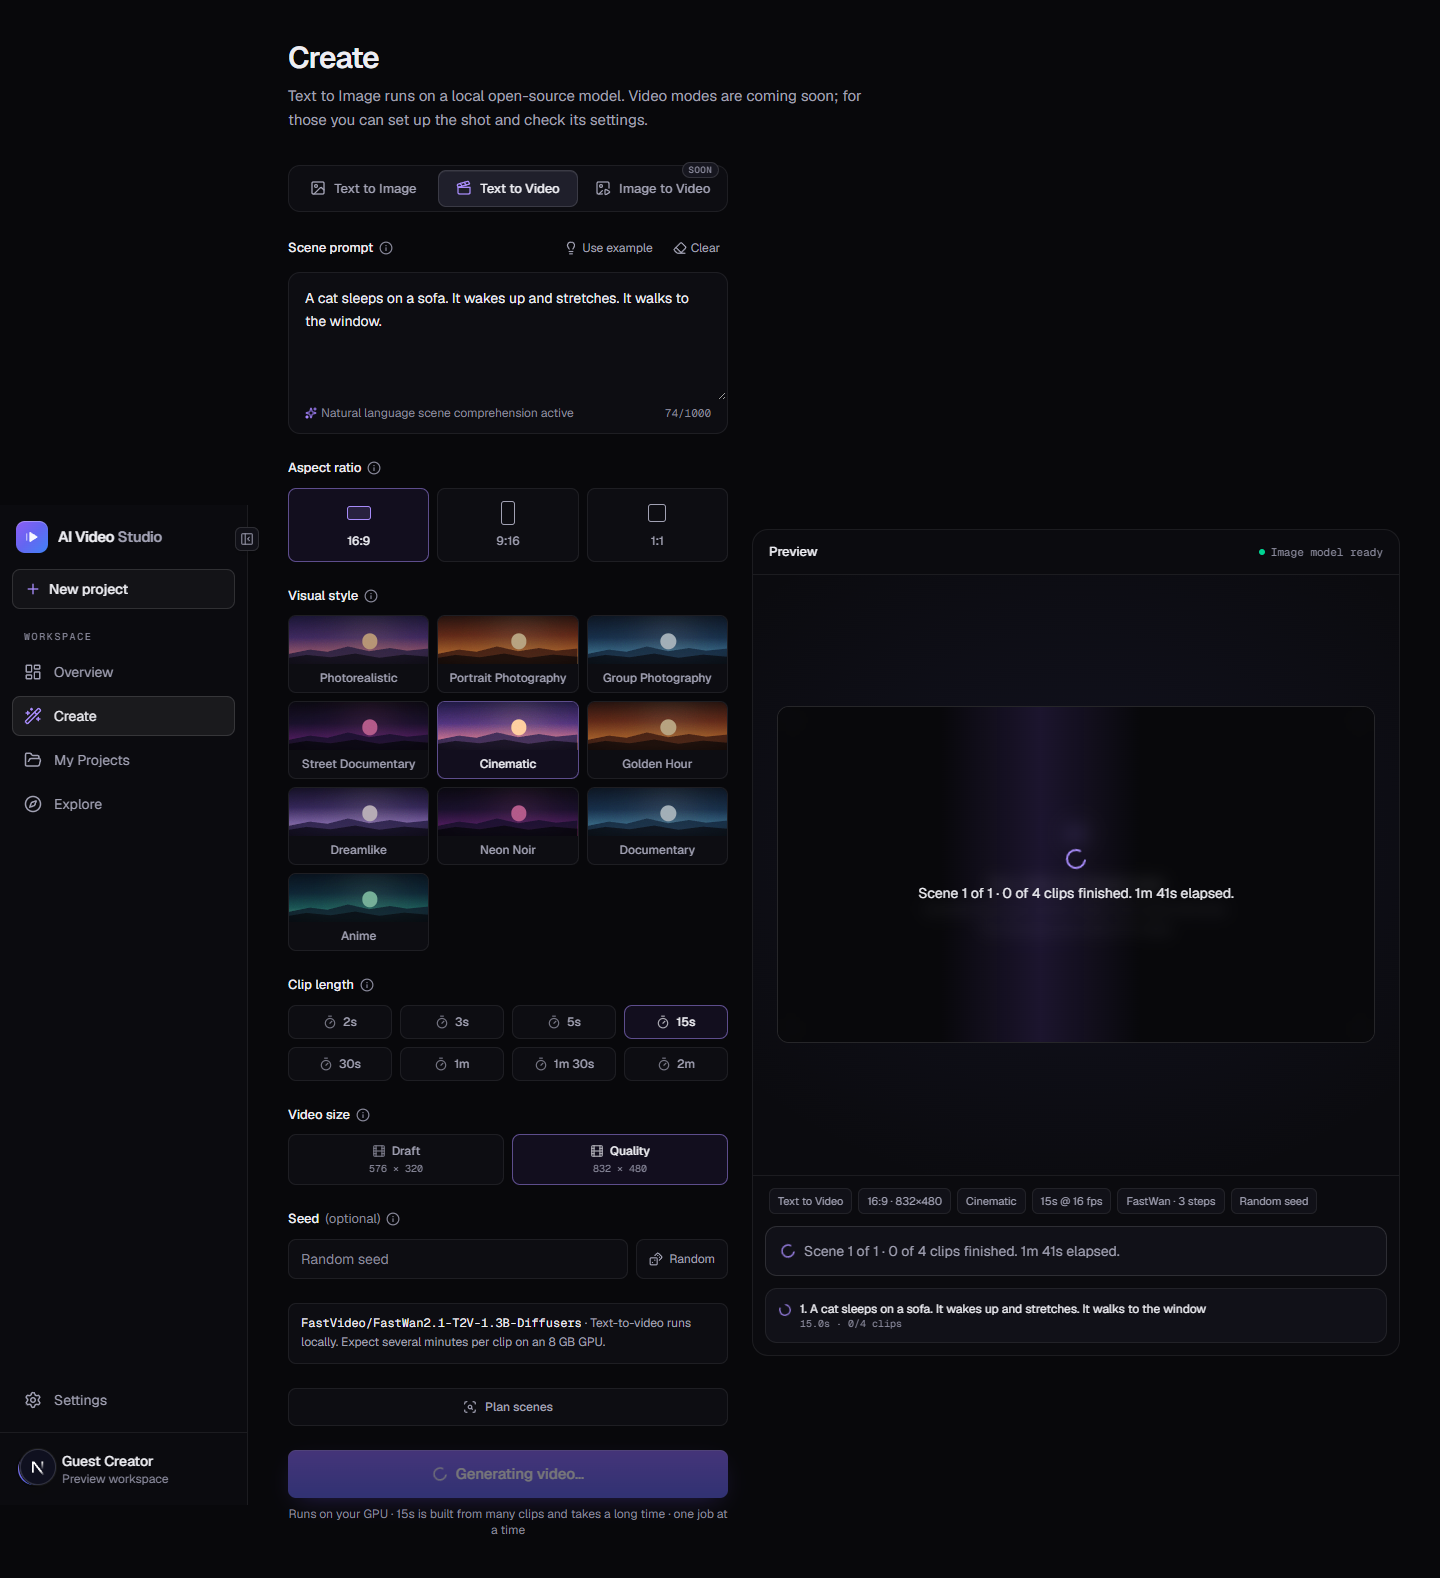 Create
Text to Image runs on a local open-source model. Video modes are coming soon; for
those you can set up the shot and check its settings.
SOON
Text to Image
Text to Video
Image to Video
Scene prompt
Use example
Clear
A cat sleeps on a sofa. It wakes up and stretches. It walks to
the window.
Natural language scene comprehension active
74/1000
Aspect ratio
16:9
9:16
1:1
Visual style
Photorealistic
Portrait Photography
Group Photography
Street Documentary
Cinematic
Golden Hour
Dreamlike
Neon Noir
Documentary
Anime
Clip length
2s
3s
5s
15s
30s
1m
1m 30s
2m
Video size
Draft
576 × 320
Quality
832 × 480
Seed (optional)
Random seed
Random
FastVideo/FastWan2.1-T2V-1.3B-Diffusers · Text-to-video runs
locally. Expect several minutes per clip on an 8 GB GPU.
Plan scenes
Generating video...
Runs on your GPU · 15s is built from many clips and takes a long time · one job at
a time
AI Video Studio
New project
WORKSPACE
Overview
Create
My Projects
Explore
Settings
N
Guest Creator
Preview workspace
Preview
Image model ready
Scene 1 of 1 · 0 of 4 clips finished. 1m 41s elapsed.
Text to Video
16:9 · 832×480
Cinematic
15s @ 16 fps
FastWan · 3 steps
Random seed
Scene 1 of 1 · 0 of 4 clips finished. 1m 41s elapsed.
1. A cat sleeps on a sofa. It wakes up and stretches. It walks to the window
15.0s · 0/4 clips